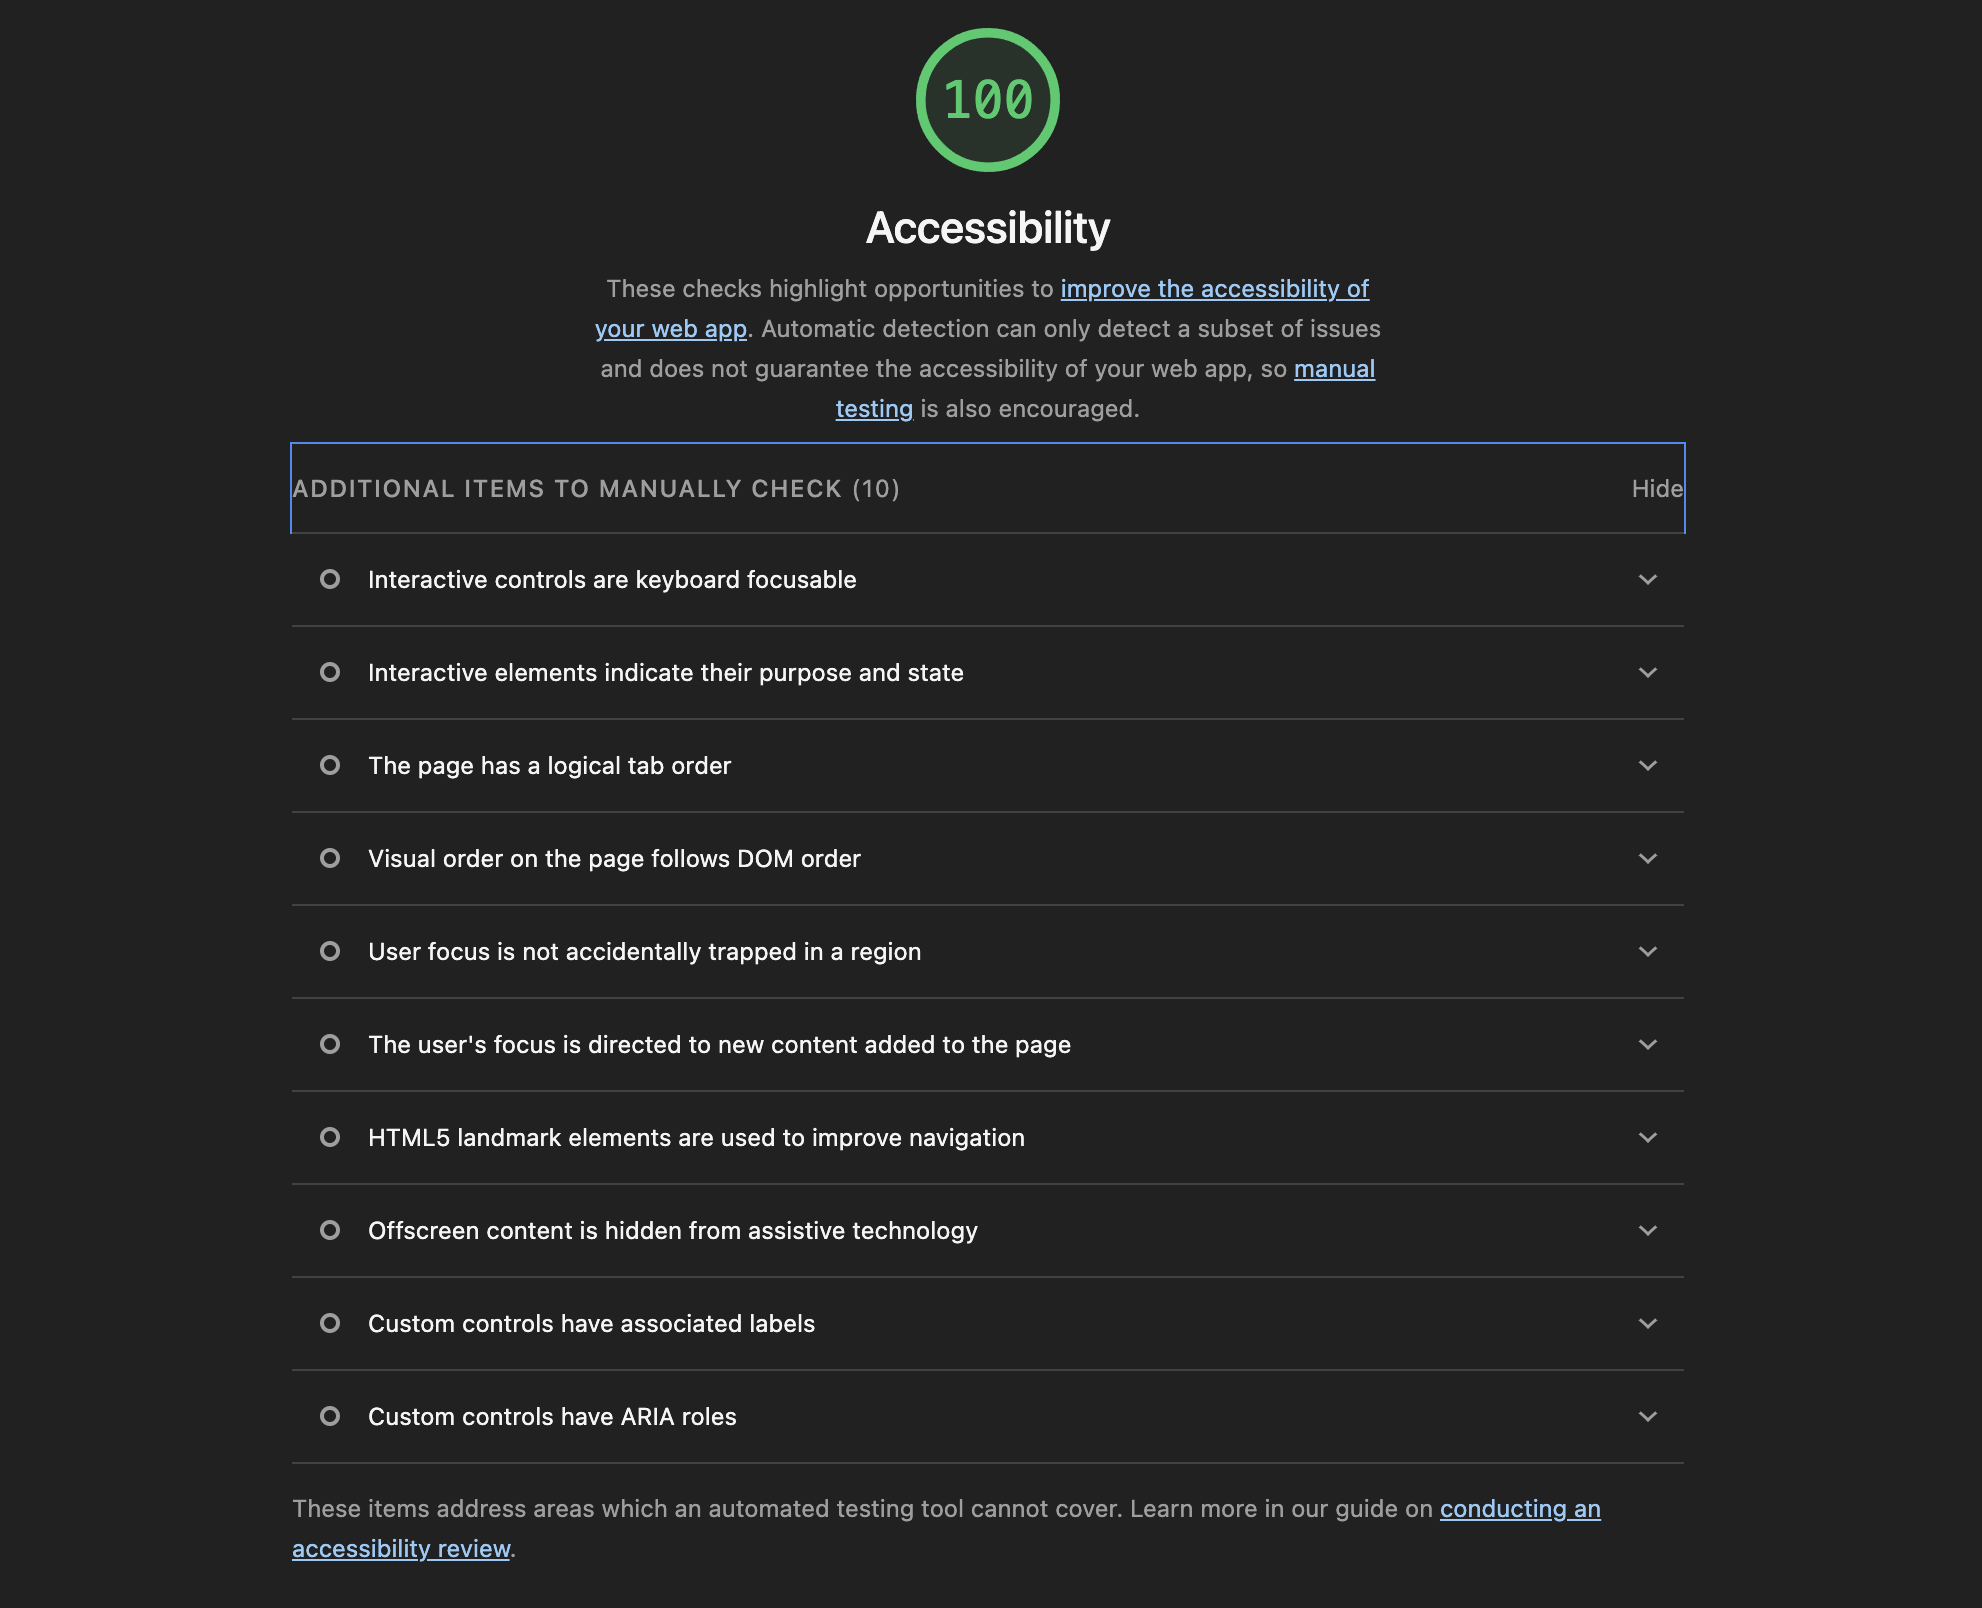 100
Accessibility
These checks highlight opportunities to improve the accessibility of
your web app. Automatic detection can only detect a subset of issues
and does not guarantee the accessibility of your web app, so manual
testing is also encouraged.
ADDITIONAL ITEMS TO MANUALLY CHECK (10) Hide
Interactive controls are keyboard focusable
Interactive elements indicate their purpose and state
The page has a logical tab order
Visual order on the page follows DOM order
User focus is not accidentally trapped in a region
The user's focus is directed to new content added to the page
HTML5 landmark elements are used to improve navigation
Offscreen content is hidden from assistive technology
Custom controls have associated labels
Custom controls have ARIA roles
These items address areas which an automated testing tool cannot cover. Learn more in our guide on conducting an
accessibility review.